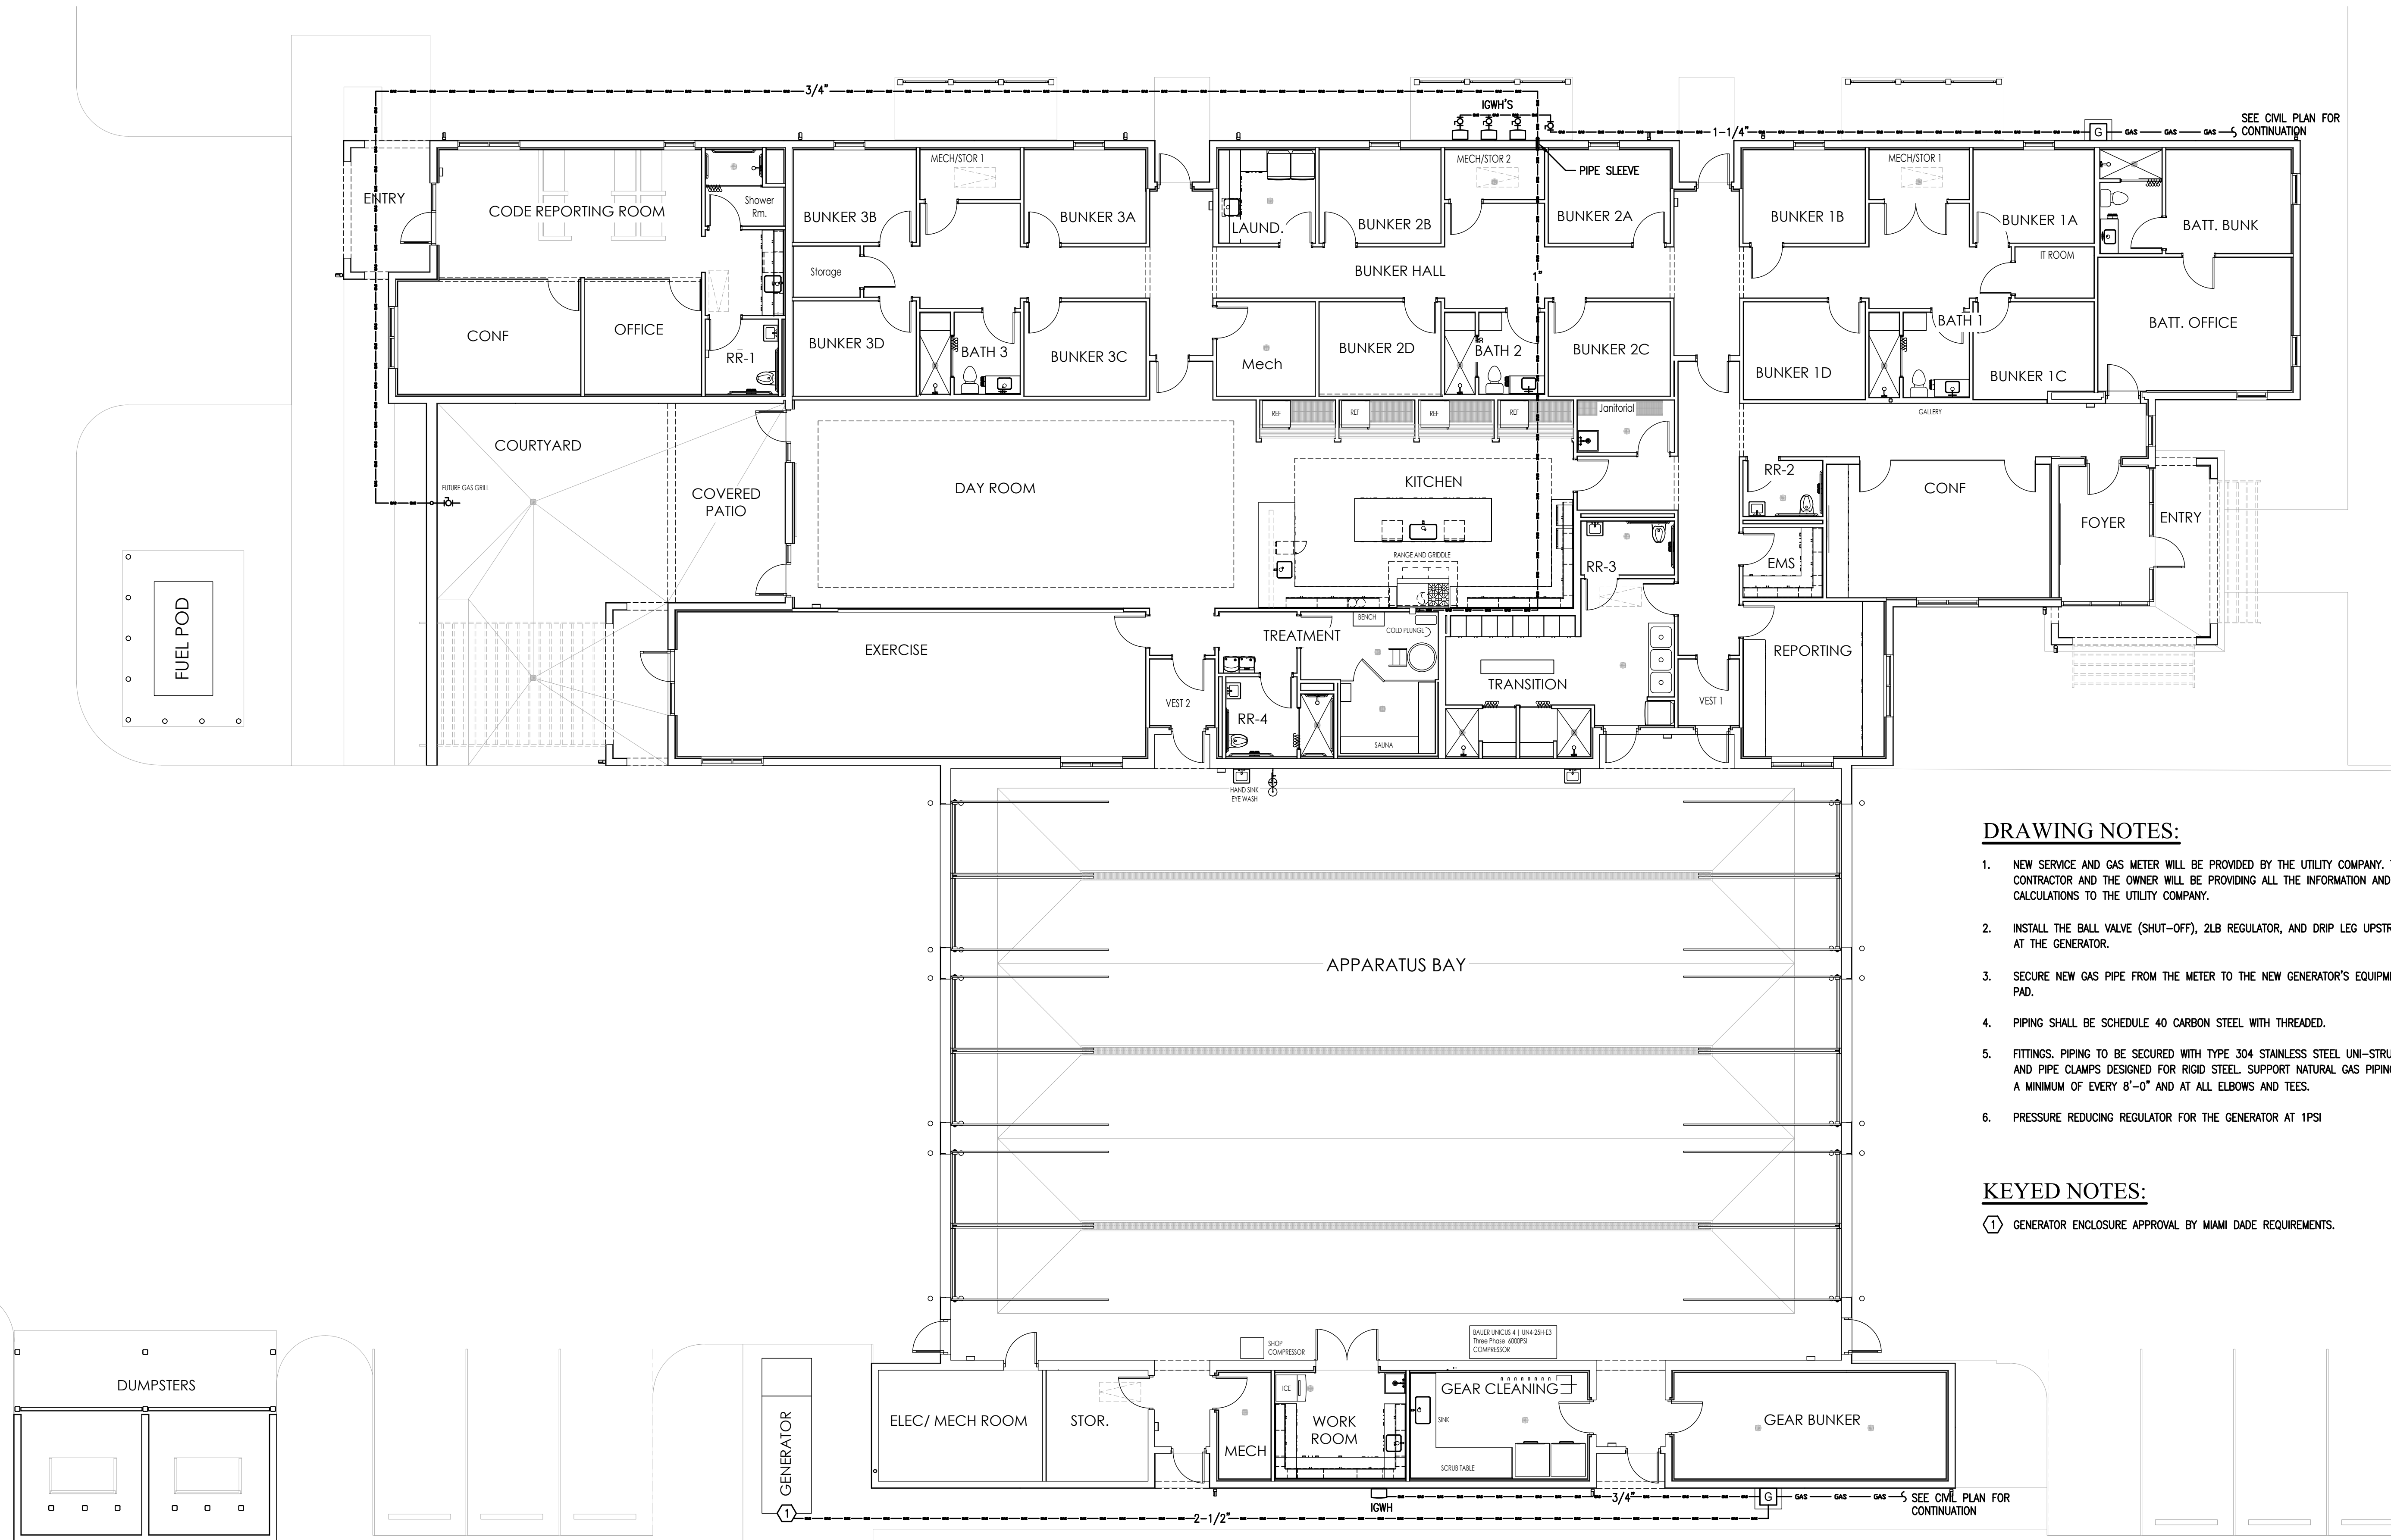 3/4"
IGWH'S
1-1/4"
G
GAS
GAS
GAS
SEE CIVIL PLAN FOR
CONTINUATION
PIPE SLEEVE
ENTRY
CODE REPORTING ROOM
Shower
Rm.
BUNKER 3B
MECH/STOR 1
BUNKER 3A
LAUND.
BUNKER 2B
MECH/STOR 2
BUNKER 2A
BUNKER 1B
MECH/STOR 1
BUNKER 1A
BATT. BUNK
Storage
BUNKER HALL
1"
IT ROOM
CONF
OFFICE
RR-1
BUNKER 3D
BATH 3
BUNKER 3C
Mech
BUNKER 2D
BATH 2
BUNKER 2C
BUNKER 1D
BATH 1
BUNKER 1C
BATT. OFFICE
REF
REF
REF
REF
Janitorial
GALLERY
COURTYARD
FUTURE GAS GRILL
COVERED
PATIO
DAY ROOM
KITCHEN
RANGE AND GRIDDLE
RR-2
CONF
FOYER
ENTRY
RR-3
EMS
FUEL POD
EXERCISE
TREATMENT
BENCH
COLD PLUNGE
REPORTING
TRANSITION
VEST 2
RR-4
SAUNA
VEST 1
HAND SINK
EYE WASH
APPARATUS BAY
DRAWING NOTES:
1. NEW SERVICE AND GAS METER WILL BE PROVIDED BY THE UTILITY COMPANY.
CONTRACTOR AND THE OWNER WILL BE PROVIDING ALL THE INFORMATION AND
CALCULATIONS TO THE UTILITY COMPANY.
2. INSTALL THE BALL VALVE (SHUT-OFF), 2LB REGULATOR, AND DRIP LEG UPSTR
AT THE GENERATOR.
3. SECURE NEW GAS PIPE FROM THE METER TO THE NEW GENERATOR'S EQUIPM
PAD.
4. PIPING SHALL BE SCHEDULE 40 CARBON STEEL WITH THREADED.
5. FITTINGS. PIPING TO BE SECURED WITH TYPE 304 STAINLESS STEEL UNI-STRU
AND PIPE CLAMPS DESIGNED FOR RIGID STEEL. SUPPORT NATURAL GAS PIPING
A MINIMUM OF EVERY 8'-0" AND AT ALL ELBOWS AND TEES.
6. PRESSURE REDUCING REGULATOR FOR THE GENERATOR AT 1PSI
KEYED NOTES:
1 GENERATOR ENCLOSURE APPROVAL BY MIAMI DADE REQUIREMENTS.
SHOP
COMPRESSOR
BAUER UNICUS 4 | UN4-25H-E3
Three Phase 6000PSI
COMPRESSOR
DUMPSTERS
GENERATOR
ELEC/ MECH ROOM
STOR.
MECH
ICE
WORK
ROOM
GEAR CLEANING
SINK
SCRUB TABLE
GEAR BUNKER
IGWH
3/4"
G
GAS
GAS
GAS
SEE CIVIL PLAN FOR
CONTINUATION
1
2-1/2"